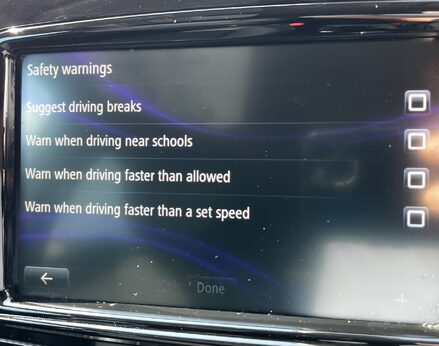 Safety warnings
Suggest driving breaks
Warn when driving near schools
Warn when driving faster than allowed
Warn when driving faster than a set speed
Done